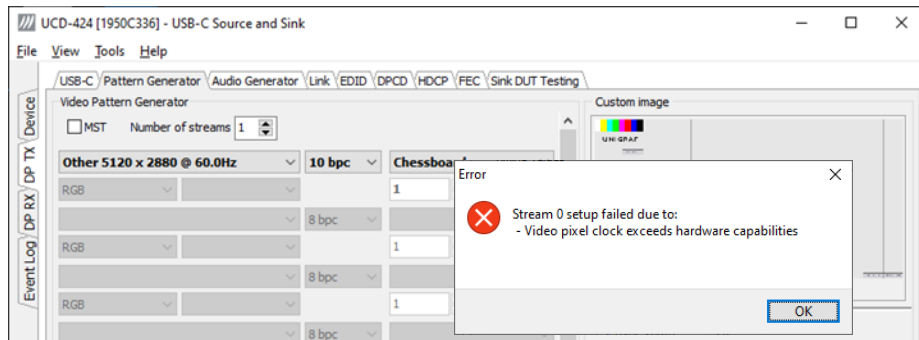 UCD-424 [1950C336] - USB-C Source and Sink
File View Tools Help
USB-C Pattern Generator Audio Generator Link EDID DPCD HDCP FEC Sink DUT Testing
Device
DP TX
DP RX
Event Log
Video Pattern Generator
MST Number of streams 1
Other 5120 x 2880 @ 60.0Hz 10 bpc
RGB 1
8 bpc
RGB 1
8 bpc
RGB 1
8 bpc
Custom image
UNIGRAF
Error
Stream 0 setup failed due to:
- Video pixel clock exceeds hardware capabilities
OK